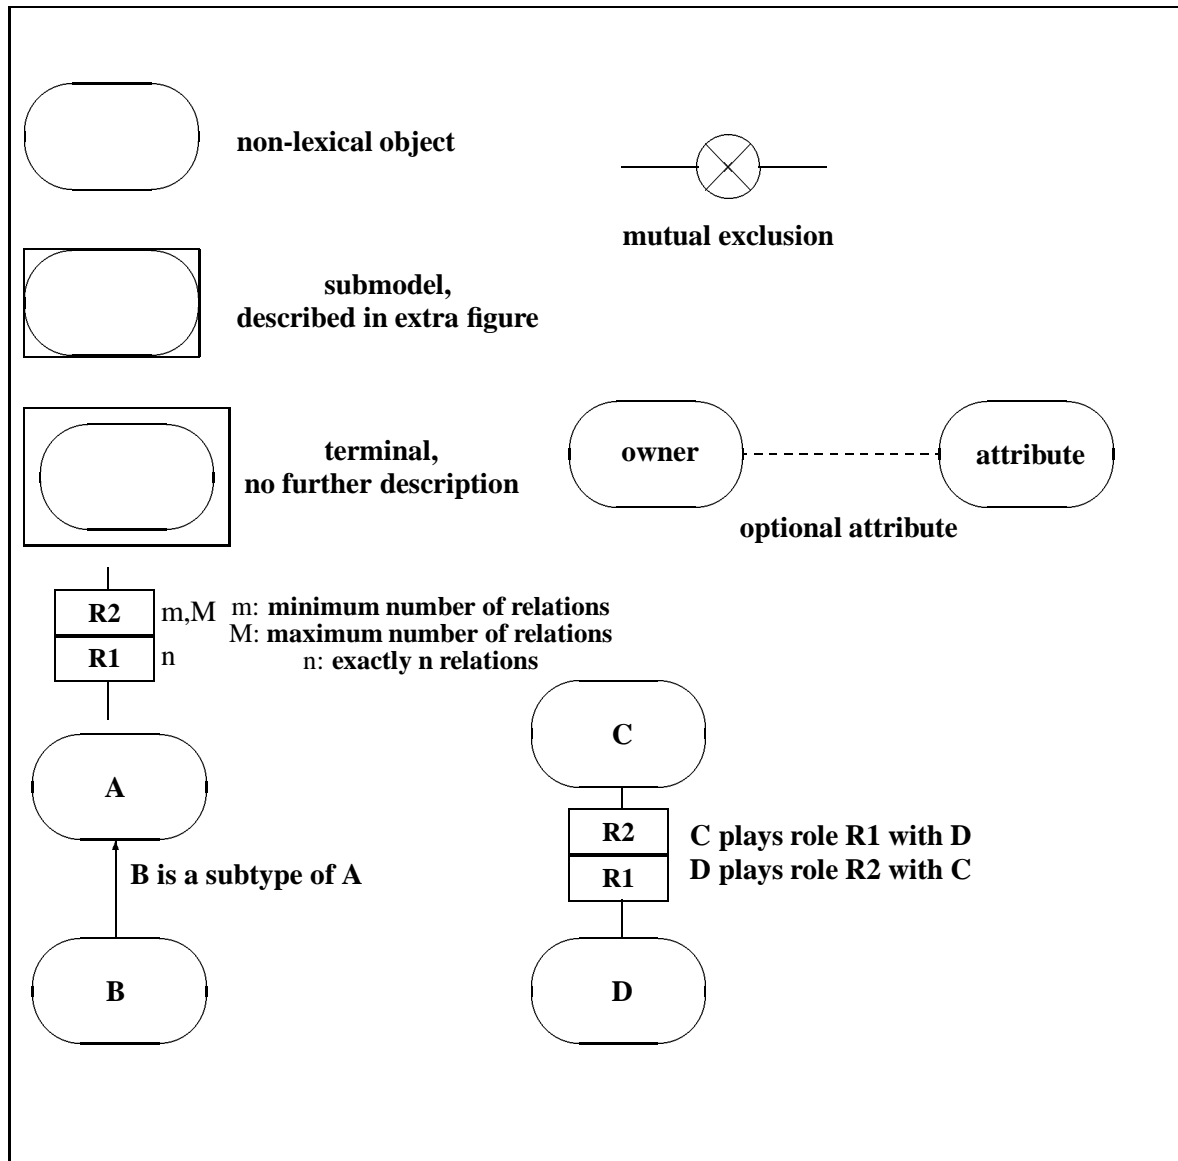 non-lexical object
mutual exclusion
submodel,
described in extra figure
terminal,
no further description
owner
attribute
optional attribute
R2
m,M
m: minimum number of relations
M: maximum number of relations
R1
n
n: exactly n relations
A
B is a subtype of A
B
C
R2
R1
C plays role R1 with D
D plays role R2 with C
D